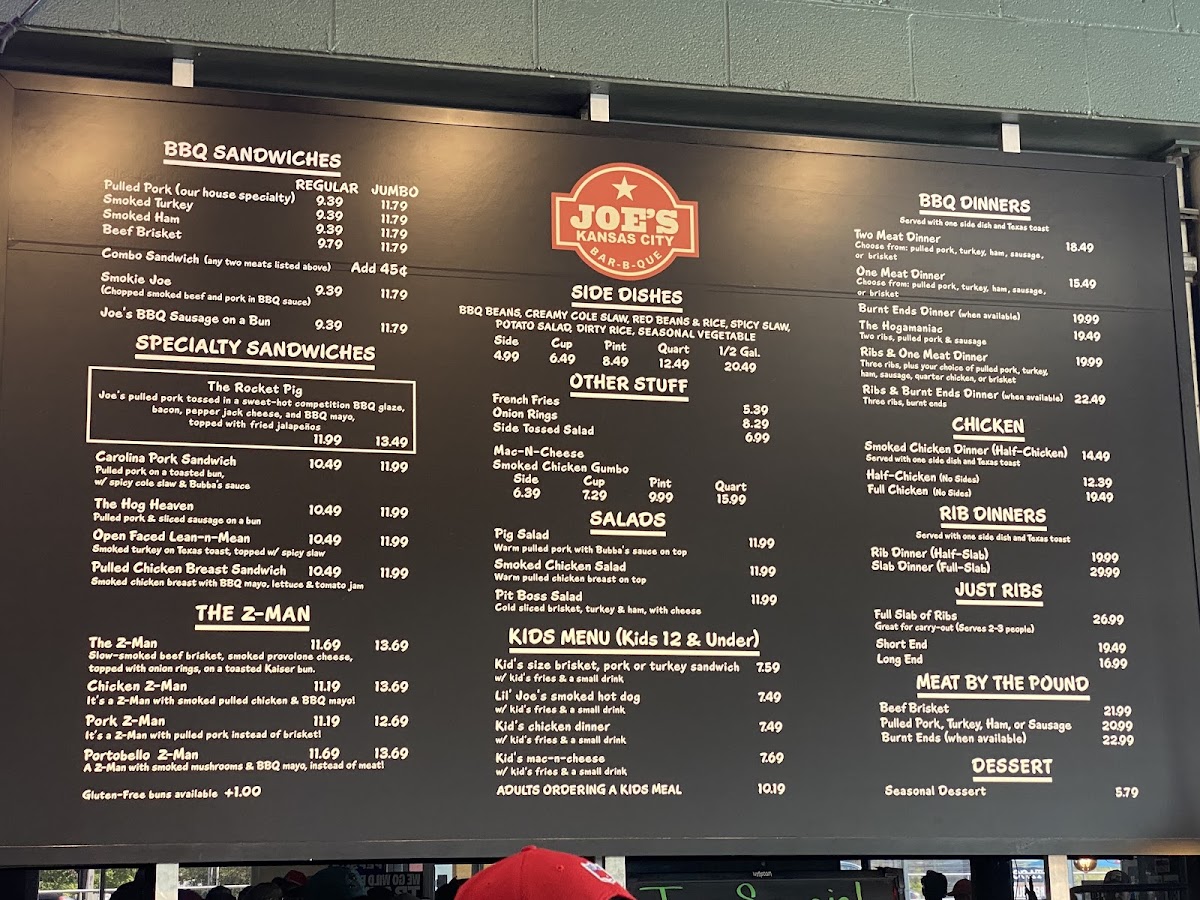 BBQ SANDWICHES
REGULAR JUMBO
Pulled Pork (our house specialty) 9.39 11.79
Smoked Turkey 9.39 11.79
Smoked Ham 9.39 11.79
Beef Brisket 9.79 11.79
Combo Sandwich (any two meats listed above) Add 45¢
Smokie Joe 9.39 11.79
(Chopped smoked beef and pork in BBQ sauce)
Joe's BBQ Sausage on a Bun 9.39 11.79
SPECIALTY SANDWICHES
The Rocket Pig
Joe's pulled pork tossed in a sweet-hot competition BBQ glaze,
bacon, pepper jack cheese, and BBQ mayo,
topped with fried jalapeños
11.99 13.49
Carolina Pork Sandwich 10.49 11.99
Pulled pork on a toasted bun,
w/ spicy cole slaw & Bubba's sauce
The Hog Heaven 10.49 11.99
Pulled pork & sliced sausage on a bun
Open Faced Lean-n-Mean 10.49 11.99
Smoked turkey on Texas toast, topped w/ spicy slaw
Pulled Chicken Breast Sandwich 10.49 11.99
Smoked chicken breast with BBQ mayo, lettuce & tomato jam
THE Z-MAN
The Z-Man 11.69 13.69
Slow-smoked beef brisket, smoked provolone cheese,
topped with onion rings, on a toasted Kaiser bun.
Chicken Z-Man 11.19 13.69
It's a Z-Man with smoked pulled chicken & BBQ mayo!
Pork Z-Man 11.19 12.69
It's a Z-Man with pulled pork instead of brisket!
Portobello Z-Man 11.69 13.69
A Z-Man with smoked mushrooms & BBQ mayo, instead of meat!
Gluten-Free buns available +1.00
JOE'S
KANSAS CITY
BAR-B-QUE
SIDE DISHES
BBQ BEANS, CREAMY COLE SLAW, RED BEANS & RICE, SPICY SLAW,
POTATO SALAD, DIRTY RICE, SEASONAL VEGETABLE
Side Cup Pint Quart 1/2 Gal.
4.99 6.49 8.49 12.49 20.49
OTHER STUFF
French Fries 5.39
Onion Rings 8.29
Side Tossed Salad 6.99
Mac-N-Cheese
Smoked Chicken Gumbo
Side Cup Pint Quart
6.39 7.29 9.99 15.99
SALADS
Pig Salad 11.99
Warm pulled pork with Bubba's sauce on top
Smoked Chicken Salad 11.99
Warm pulled chicken breast on top
Pit Boss Salad 11.99
Cold sliced brisket, turkey & ham, with cheese
KIDS MENU (Kids 12 & Under)
Kid's size brisket, pork or turkey sandwich 7.59
w/ kid's fries & a small drink
Lil' Joe's smoked hot dog 7.49
w/ kid's fries & a small drink
Kid's chicken dinner 7.49
w/ kid's fries & a small drink
Kid's mac-n-cheese 7.69
w/ kid's fries & a small drink
ADULTS ORDERING A KIDS MEAL 10.19
BBQ DINNERS
Served with one side dish and Texas toast
Two Meat Dinner 18.49
Choose from: pulled pork, turkey, ham, sausage,
or brisket
One Meat Dinner 15.49
Choose from: pulled pork, turkey, ham, sausage,
or brisket
Burnt Ends Dinner (when available) 19.99
The Hogamaniac 19.49
Two ribs, pulled pork & sausage
Ribs & One Meat Dinner 19.99
Three ribs, plus your choice of pulled pork, turkey,
ham, sausage, quarter chicken, or brisket
Ribs & Burnt Ends Dinner (when available) 22.49
Three ribs, burnt ends
CHICKEN
Smoked Chicken Dinner (Half-Chicken) 14.49
Served with one side dish and Texas toast
Half-Chicken (No Sides) 12.39
Full Chicken (No Sides) 19.49
RIB DINNERS
Served with one side dish and Texas toast
Rib Dinner (Half-Slab) 19.99
Slab Dinner (Full-Slab) 29.99
JUST RIBS
Full Slab of Ribs 26.99
Great for carry-out (Serves 2-3 people)
Short End 19.49
Long End 16.99
MEAT BY THE POUND
Beef Brisket 21.99
Pulled Pork, Turkey, Ham, or Sausage 20.99
Burnt Ends (when available) 22.99
DESSERT
Seasonal Dessert 5.79